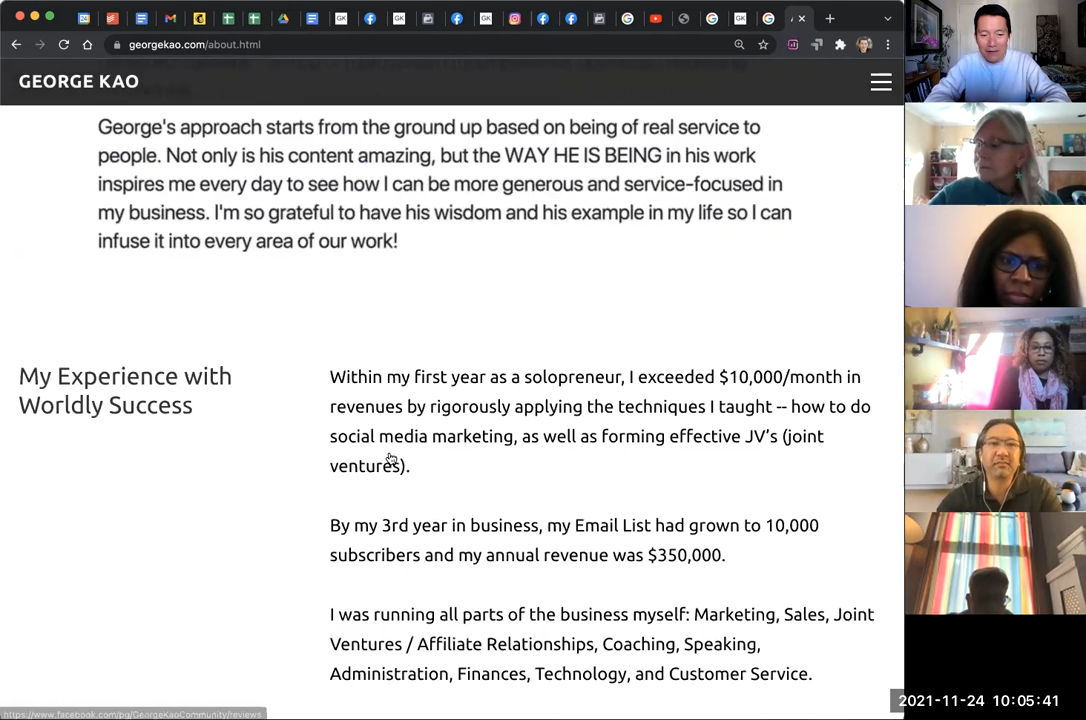 georgekao.com/about.html
GEORGE KAO
George's approach starts from the ground up based on being of real service to
people. Not only is his content amazing, but the WAY HE IS BEING in his work
inspires me every day to see how I can be more generous and service-focused in
my business. I'm so grateful to have his wisdom and his example in my life so I can
infuse it into every area of our work!
My Experience with
Worldly Success
Within my first year as a solopreneur, I exceeded $10,000/month in
revenues by rigorously applying the techniques I taught -- how to do
social media marketing, as well as forming effective JV’s (joint
ventures).
By my 3rd year in business, my Email List had grown to 10,000
subscribers and my annual revenue was $350,000.
I was running all parts of the business myself: Marketing, Sales, Joint
Ventures / Affiliate Relationships, Coaching, Speaking,
Administration, Finances, Technology, and Customer Service.
https://www.facebook.com/pg/GeorgeKaoCommunity/reviews
2021-11-24 10:05:41